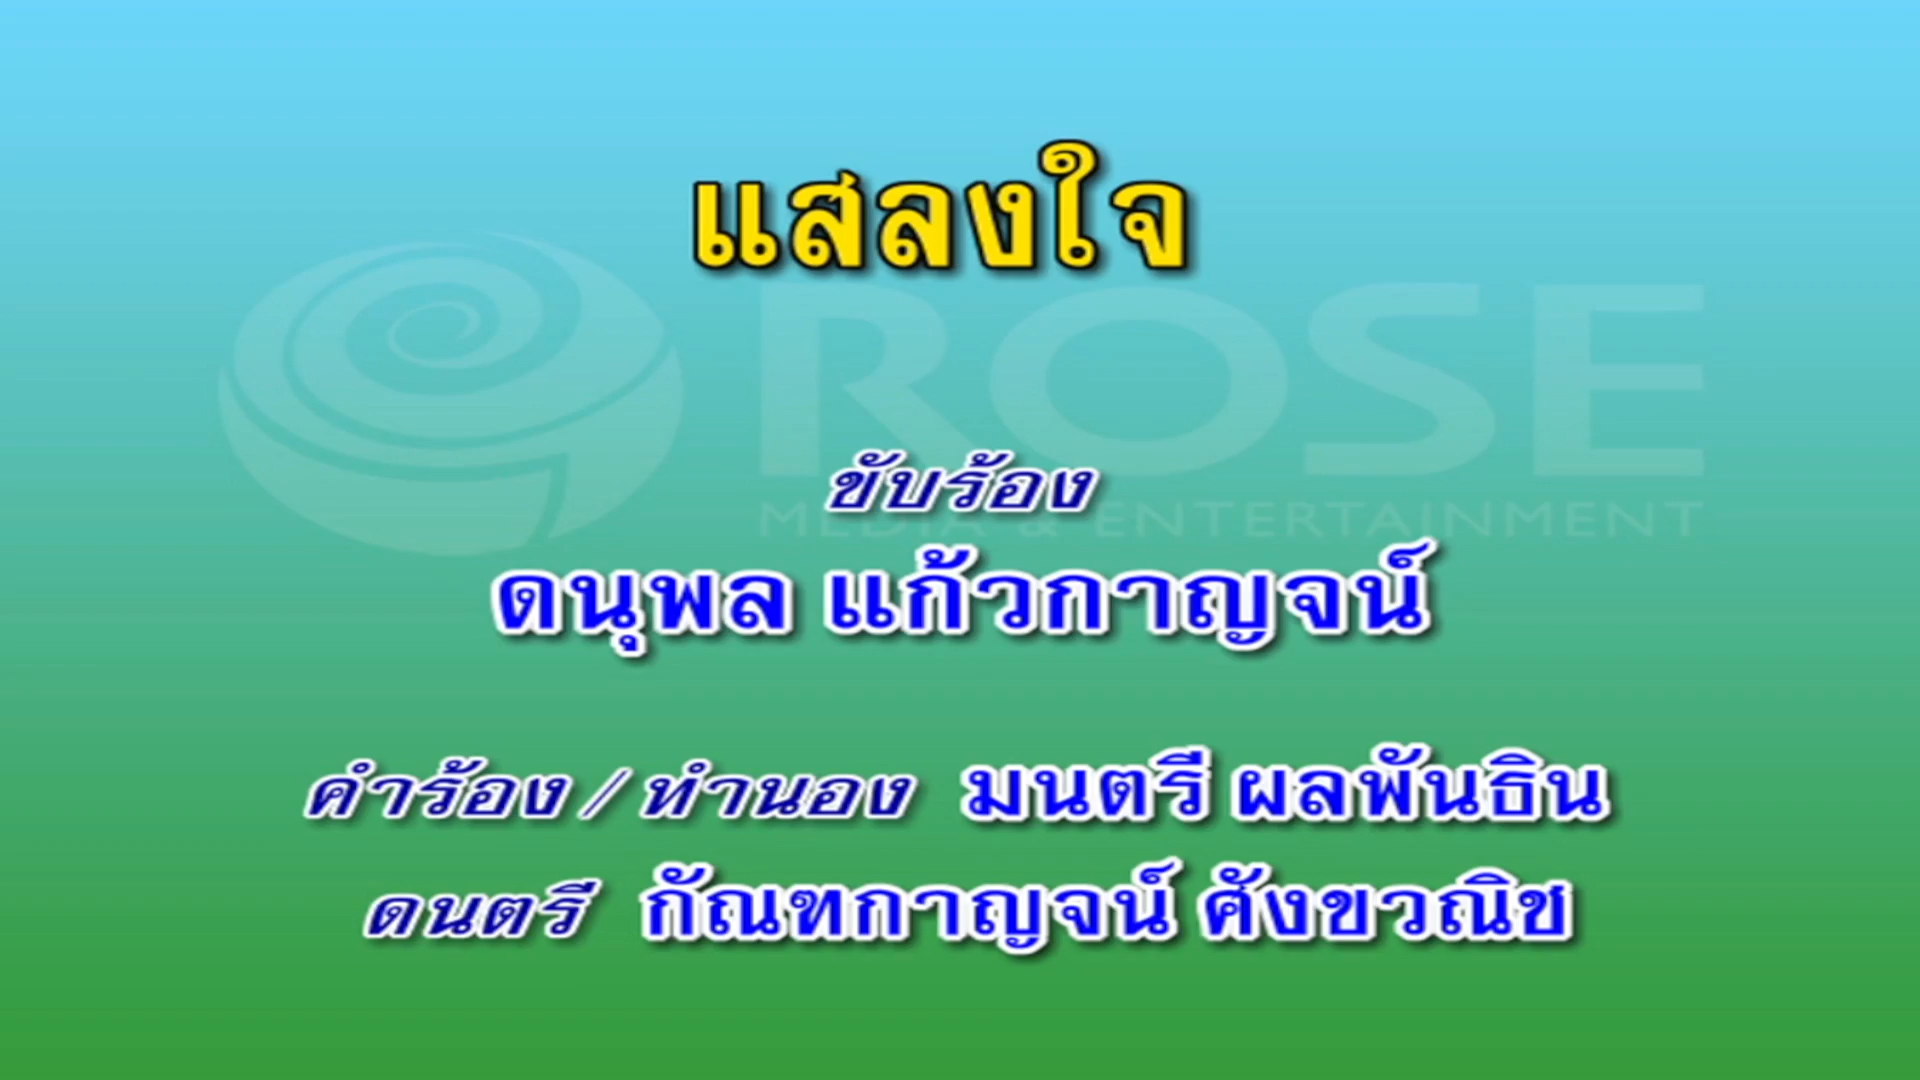 แสลงใจ
ROSE
MEDIA & ENTERTAINMENT
ขับร้อง
ดนุพล แก้วกาญจน์
คำร้อง / ทำนอง มนตรี ผลพันธิน
ดนตรี กัณฑกาญจน์ ศังขวณิช